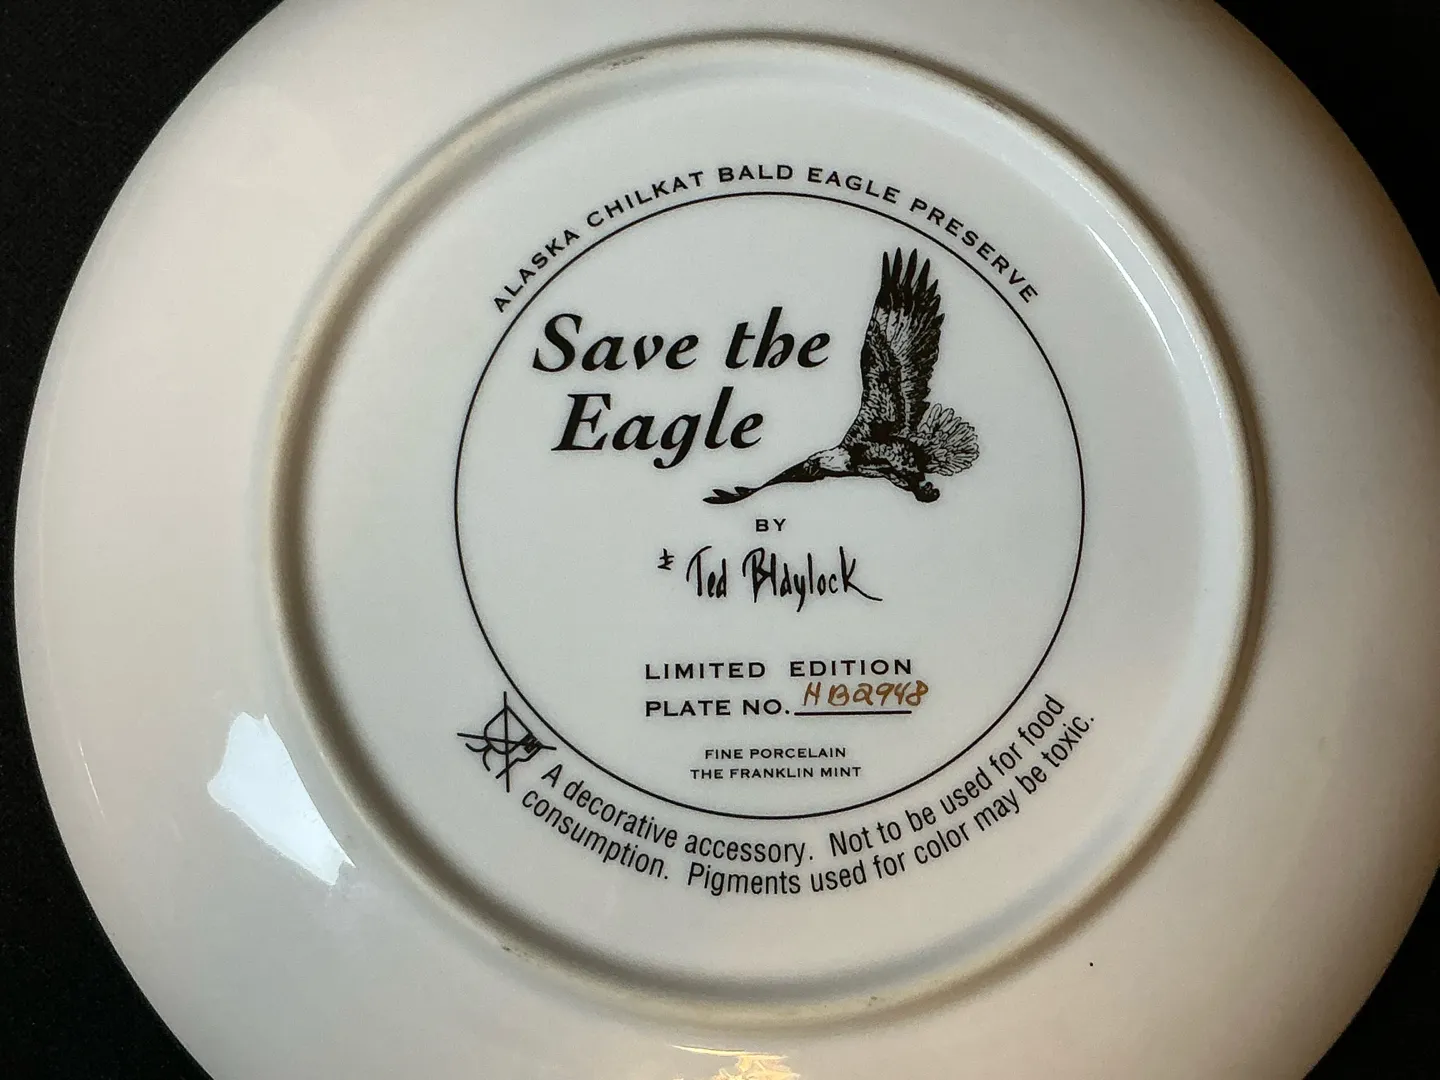 ALASKA CHILKAT BALD EAGLE PRESERVE
Save the
Eagle
BY
Ted Blaylock
LIMITED EDITION
PLATE NO. HB2948
FINE PORCELAIN
THE FRANKLIN MINT
A decorative accessory. Not to be used for food
consumption. Pigments used for color may be toxic.